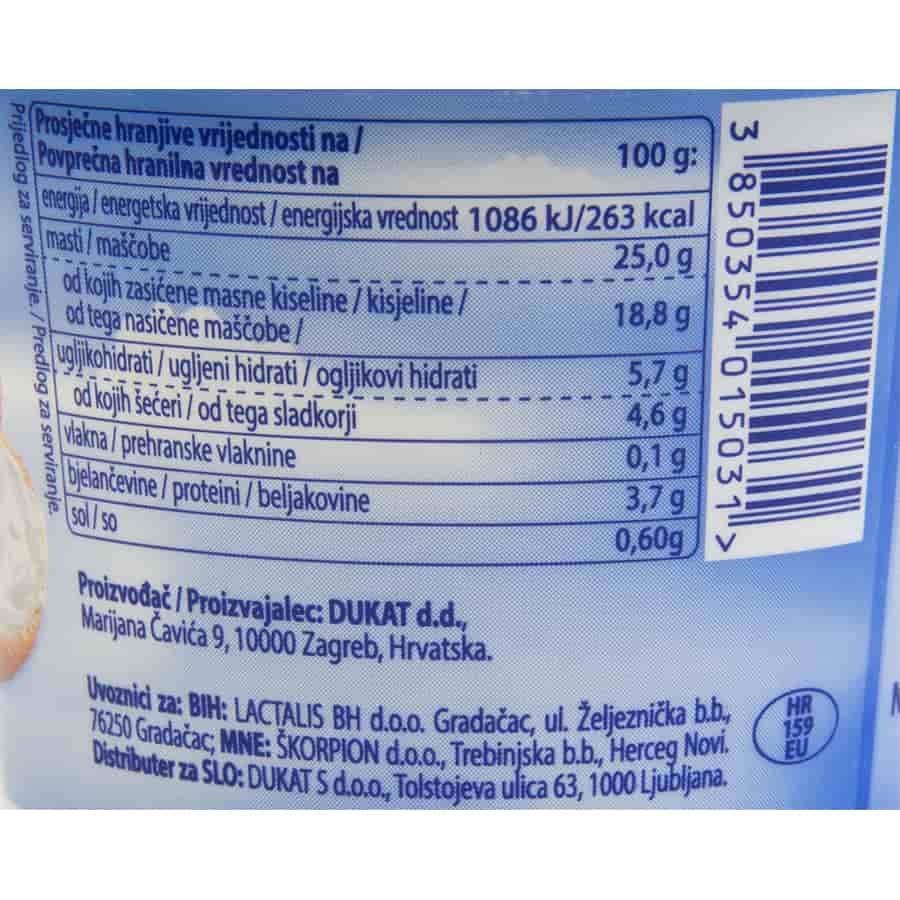 Prijedlog za serviranje. / Predlog za serviranje.
Prosječne hranjive vrijednosti na /
Povprečna hranilna vrednost na 100 g:
energija / energetska vrijednost / energijska vrednost 1086 kJ/263 kcal
masti / maščobe 25,0 g
od kojih zasićene masne kiseline / kisjeline /
od tega nasičene maščobe / 18,8 g
ugljikohidrati / ugljeni hidrati / ogljikovi hidrati 5,7 g
od kojih šećeri / od tega sladkorji 4,6 g
vlakna / prehranske vlaknine 0,1 g
bjelančevine / proteini / beljakovine 3,7 g
sol / so 0,60g
3 850354 015031 >
Proizvođač / Proizvajalec: DUKAT d.d.,
Marijana Čavića 9, 10000 Zagreb, Hrvatska.
Uvoznici za: BIH: LACTALIS BH d.o.o. Gradačac, ul. Željeznička b.b.,
76250 Gradačac; MNE: ŠKORPION d.o.o., Trebinjska b.b., Herceg Novi.
Distributer za SLO: DUKAT S d.o.o., Tolstojeva ulica 63, 1000 Ljubljana.
HR
159
EU